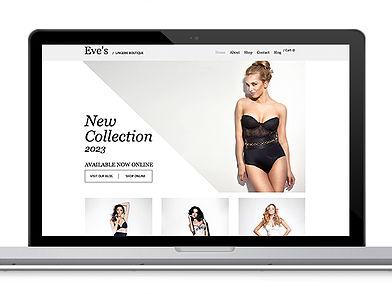 Eve's / LINGERIE BOUTIQUE
Home About Shop Contact Blog / Cart
New
Collection
2023
AVAILABLE NOW ONLINE
VISIT OUR BLOG | SHOP ONLINE